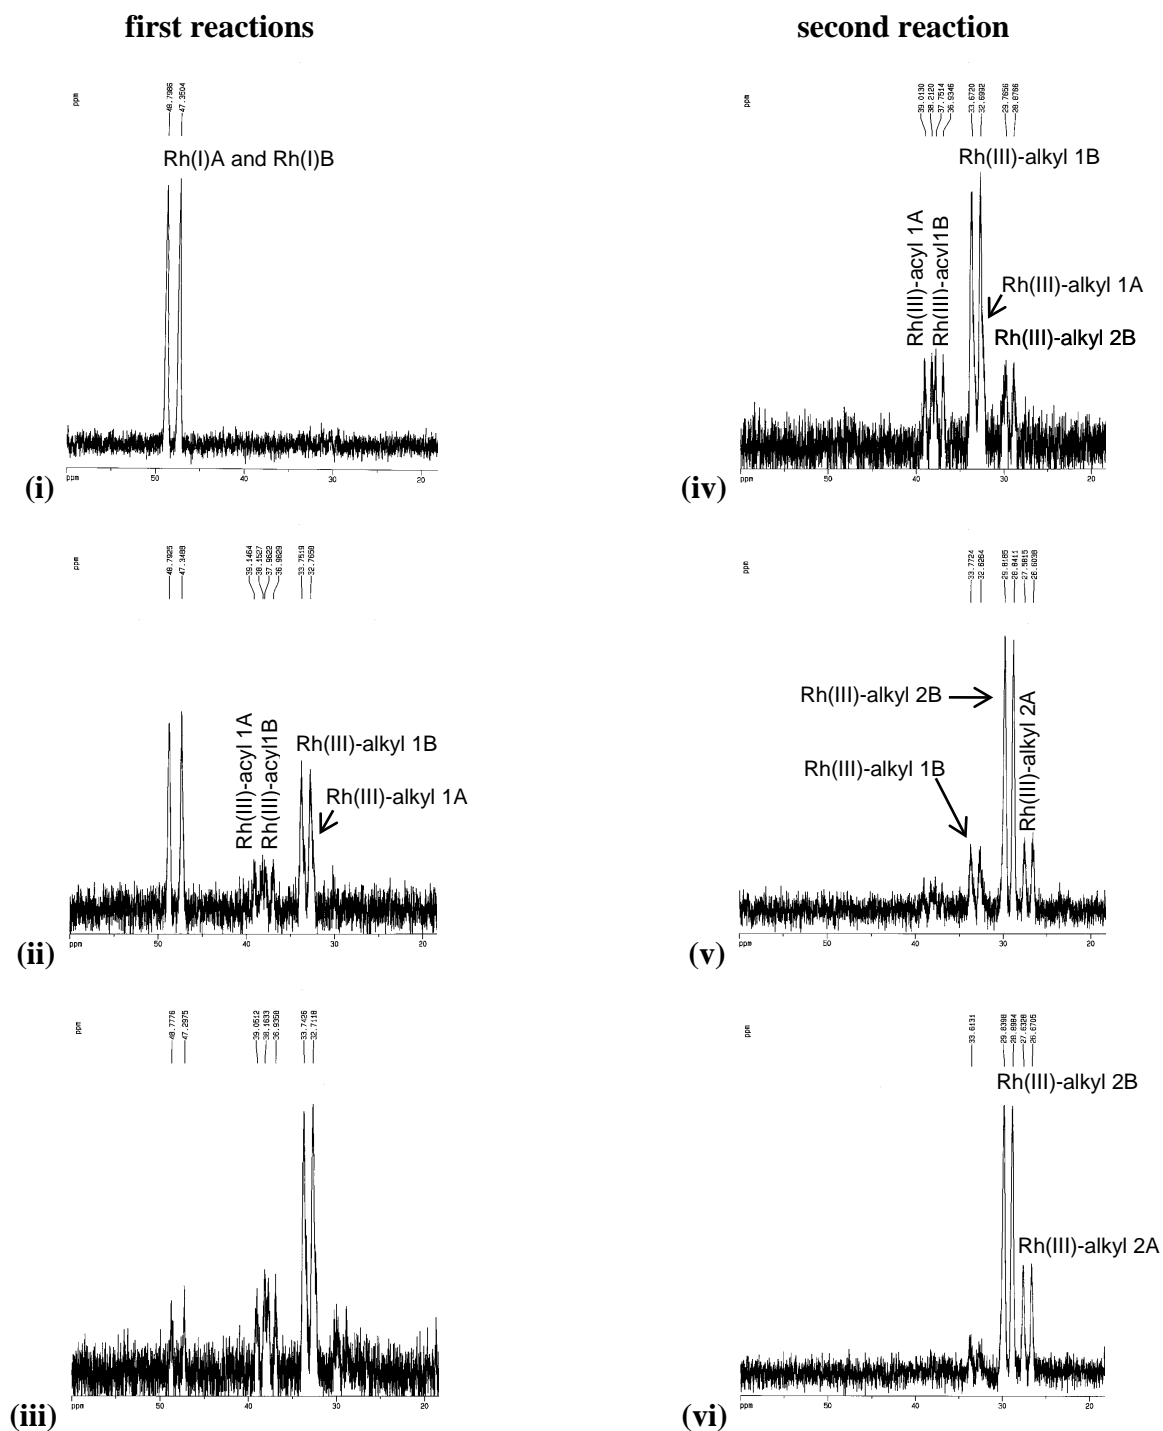 first reactions
ppm
48.7986
47.3504
Rh(I)A and Rh(I)B
ppm 50 40 30 20
(i)
48.7925
47.3488
39.1464
38.1527
37.9622
36.9629
33.7519
32.7650
ppm
Rh(III)-acyl 1A
Rh(III)-acyl1B
Rh(III)-alkyl 1B
Rh(III)-alkyl 1A
ppm 50 40 30 20
(ii)
ppm
48.7776
47.2975
39.0512
38.1633
36.9350
33.7426
32.7118
ppm 50 40 30 20
(iii)
second reaction
ppm
39.0130
38.2120
37.7514
36.9346
33.6720
32.6992
29.7656
28.8766
Rh(III)-alkyl 1B
Rh(III)-acyl 1A
Rh(III)-acyl1B
Rh(III)-alkyl 1A
Rh(III)-alkyl 2B
ppm 50 40 30 20
(iv)
ppm
33.7724
32.6264
29.8185
28.8411
27.5815
26.6038
Rh(III)-alkyl 2B
Rh(III)-alkyl 2A
Rh(III)-alkyl 1B
ppm 50 40 30 20
(v)
ppm
33.6131
29.8398
28.8984
27.6328
26.6705
Rh(III)-alkyl 2B
Rh(III)-alkyl 2A
ppm 50 40 30 20
(vi)